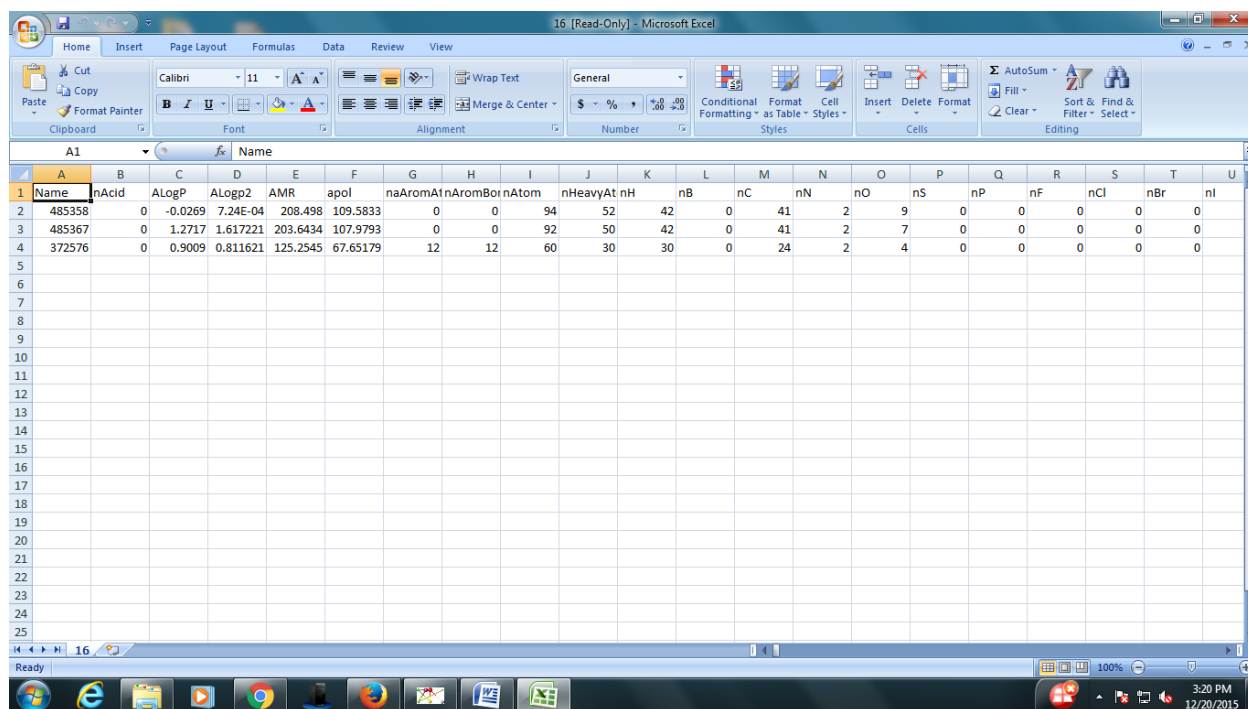 16 [Read-Only] - Microsoft Excel
Home Insert Page Layout Formulas Data Review View
Cut
Copy
Format Painter
Paste
Calibri 11 A A
B I U A
Wrap Text
Merge & Center
General
$ % , .0 .00 .00 .0
Conditional Formatting
Format as Table
Cell Styles
Insert Delete Format
Σ AutoSum
Fill
Clear
Sort & Filter
Find & Select
Clipboard Font Alignment Number Styles Cells Editing
A1 fx Name
A B C D E F G H I J K L M N O P Q R S T U
1 Name nAcid ALogP ALogp2 AMR apol naAromAt nAromBon nAtom nHeavyAt nH nB nC nN nO nS nP nF nCl nBr nI
2 485358 0 -0.0269 7.24E-04 208.498 109.5833 0 0 94 52 42 0 41 2 9 0 0 0 0 0
3 485367 0 1.2717 1.617221 203.6434 107.9793 0 0 92 50 42 0 41 2 7 0 0 0 0 0
4 372576 0 0.9009 0.811621 125.2545 67.65179 12 12 60 30 30 0 24 2 4 0 0 0 0 0
5
6
7
8
9
10
11
12
13
14
15
16
17
18
19
20
21
22
23
24
25
16
Ready 100%
3:20 PM
12/20/2015